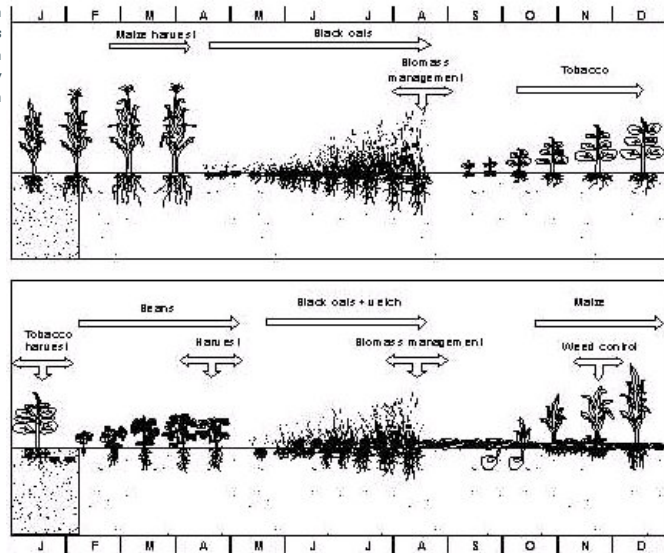 J F M A M J J A S O N D
Maize harvest
Black oats
Biomass
management
Tobacco
Beans
Black oats + vetch
Maize
Tobacco
harvest
Harvest
Biomass management
Weed control
J F M A M J J A S O N D